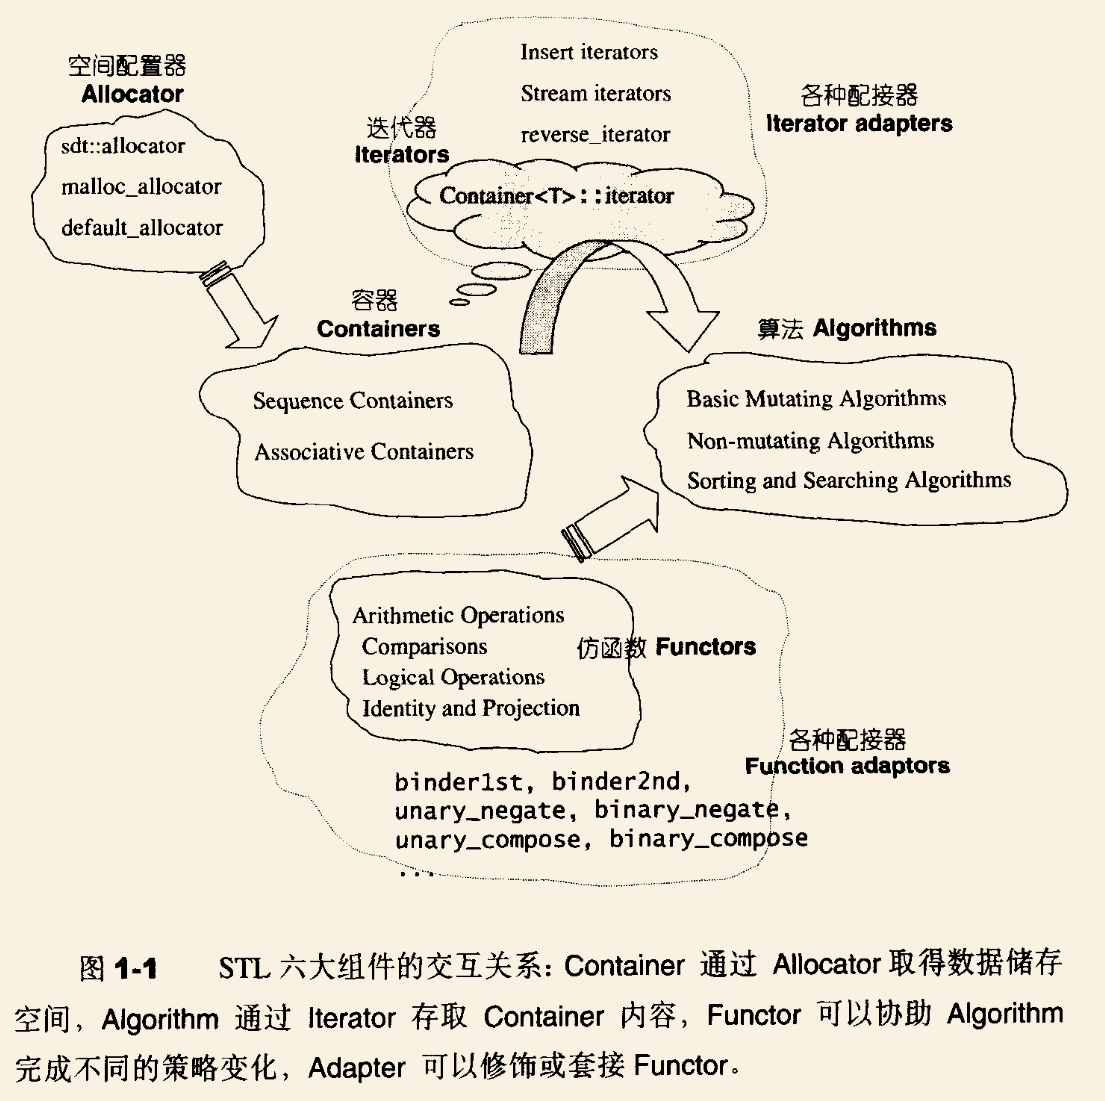 空间配置器
Allocator
sdt::allocator
malloc_allocator
default_allocator
Insert iterators
Stream iterators
reverse_iterator
各种配接器
Iterator adapters
迭代器
Iterators
Container<T>::iterator
容器
Containers
Sequence Containers
Associative Containers
算法 Algorithms
Basic Mutating Algorithms
Non-mutating Algorithms
Sorting and Searching Algorithms
Arithmetic Operations
Comparisons
Logical Operations
Identity and Projection
仿函数 Functors
各种配接器
Function adaptors
binder1st, binder2nd,
unary_negate, binary_negate,
unary_compose, binary_compose
...
图 1-1 STL 六大组件的交互关系: Container 通过 Allocator 取得数据储存
空间, Algorithm 通过 Iterator 存取 Container 内容, Functor 可以协助 Algorithm
完成不同的策略变化, Adapter 可以修饰或套接 Functor。